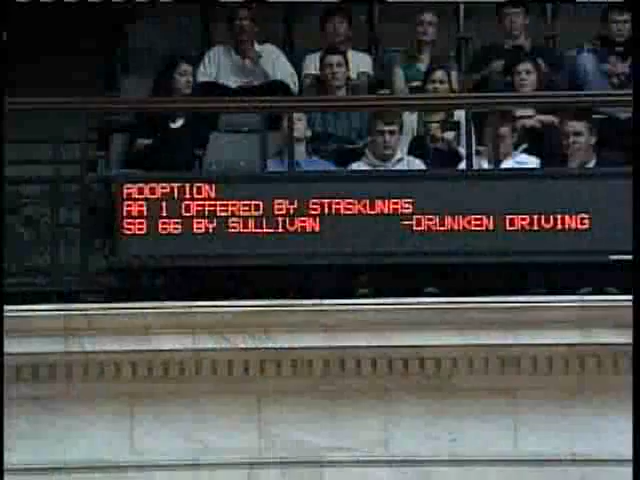 ADOPTION
AA 1 OFFERED BY STASKUNAS
SB 66 BY SULLIVAN -DRUNKEN DRIVING